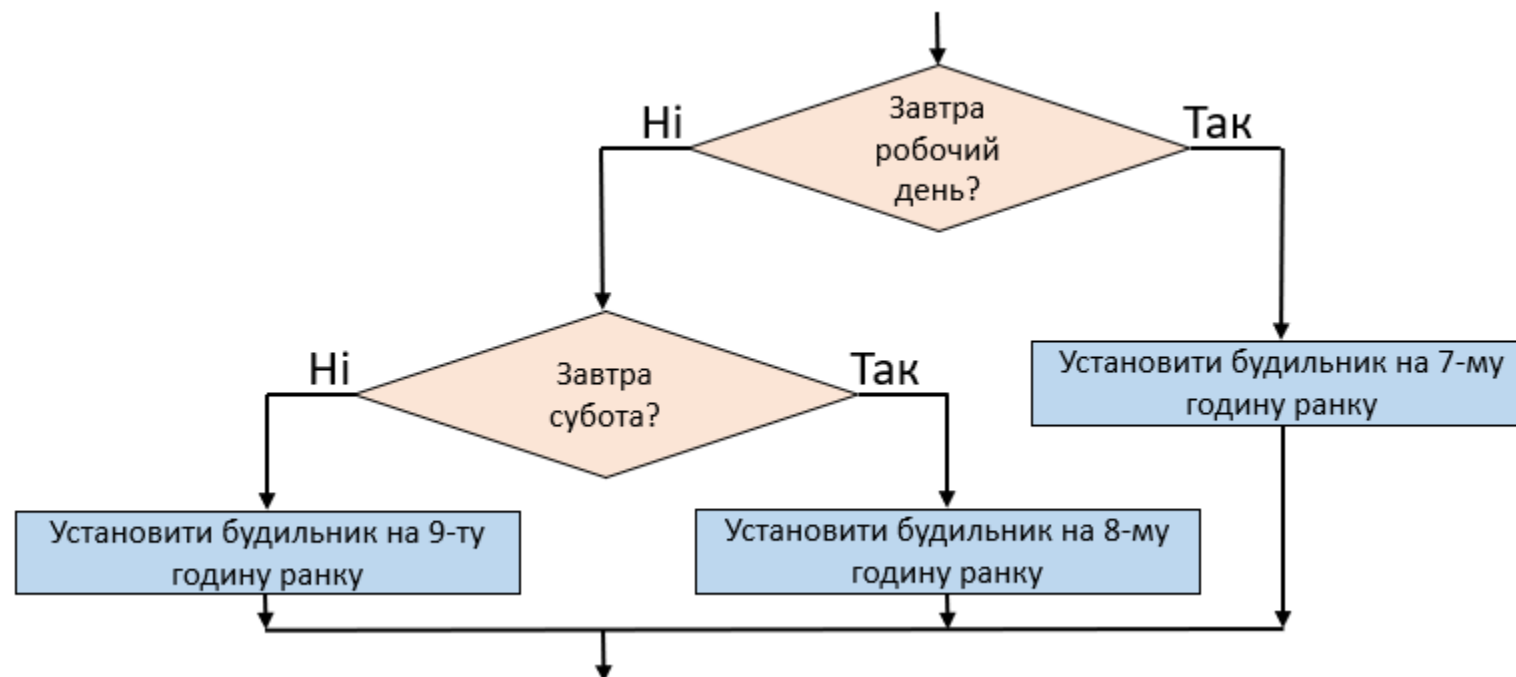 Завтра
робочий
день?
Ні
Так
Завтра
субота?
Ні
Так
Установити будильник на 7-му
годину ранку
Установити будильник на 9-ту
годину ранку
Установити будильник на 8-му
годину ранку